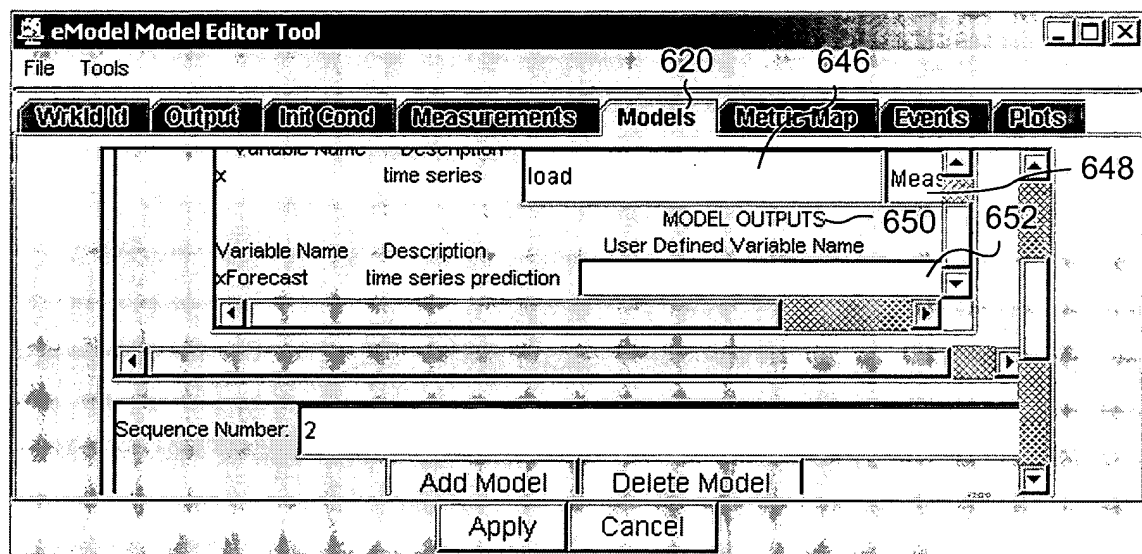 eModel Model Editor Tool
File Tools 620 646
Wrkld Id Output Init Cond Measurements Models Metric Map Events Plots
Variable Name Description
x time series load Meas 648
MODEL OUTPUTS 650 652
Variable Name Description User Defined Variable Name
xForecast time series prediction
Sequence Number: 2
Add Model Delete Model
Apply Cancel